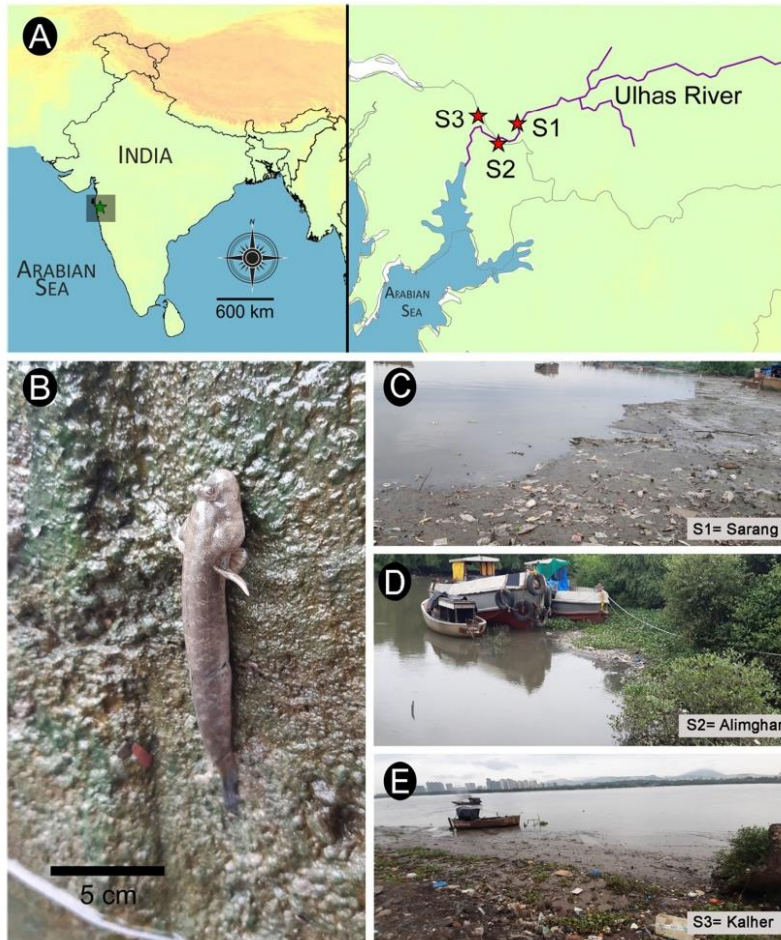 A
INDIA
ARABIAN
SEA
N
600 km
Ulhas River
S3
S1
S2
ARABIAN
SEA
B
5 cm
C
S1= Sarang
D
S2= Alimghar
E
S3= Kalher